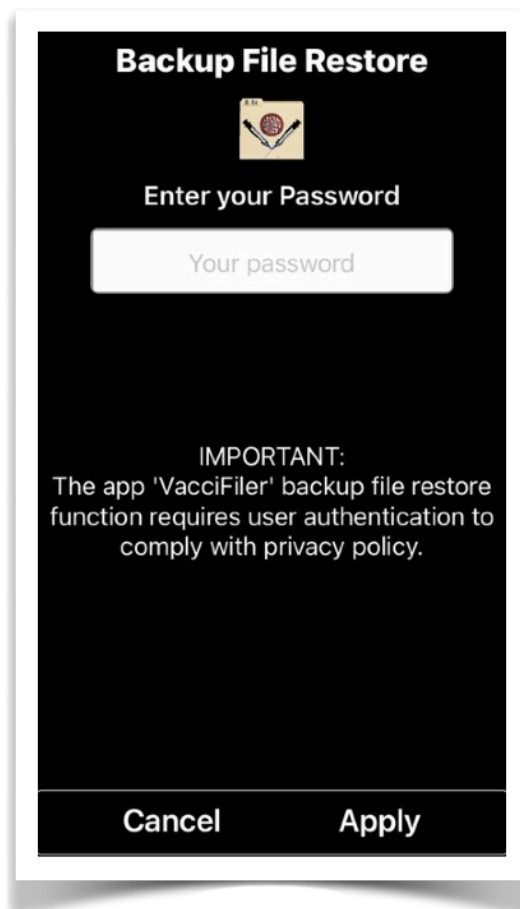 Backup File Restore
Enter your Password
Your password
IMPORTANT:
The app 'VacciFiler' backup file restore
function requires user authentication to
comply with privacy policy.
Cancel Apply